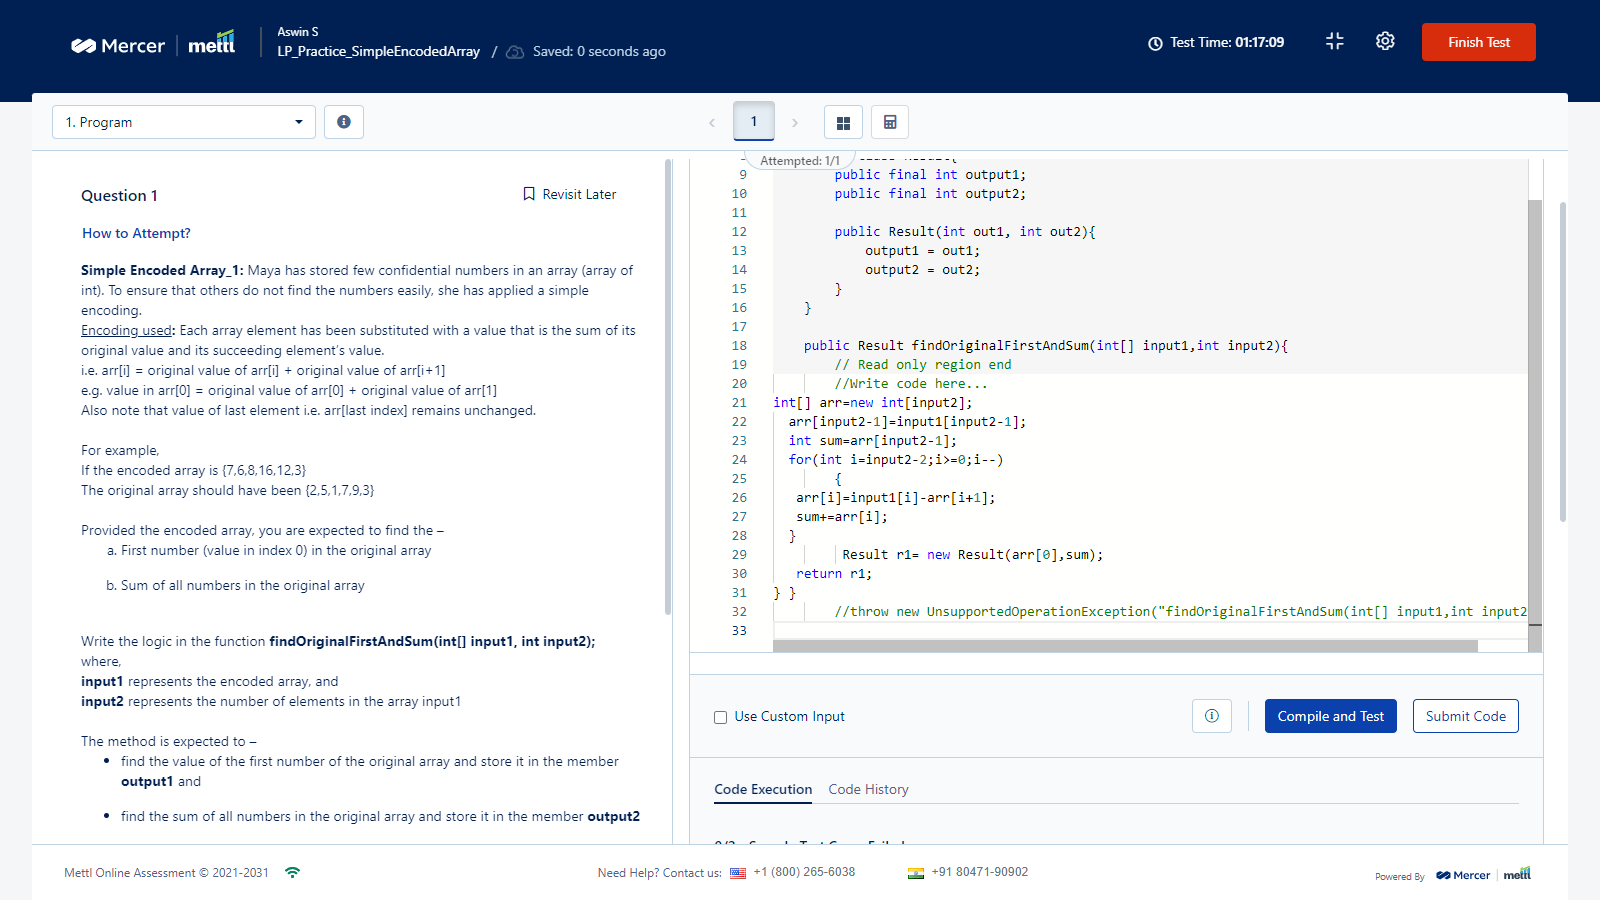 Mercer | mettl
Aswin S
LP_Practice_SimpleEncodedArray / Saved: 0 seconds ago
Test Time: 01:17:09
Finish Test
1. Program
1
Attempted: 1/1
Question 1
Revisit Later
How to Attempt?
Simple Encoded Array_1: Maya has stored few confidential numbers in an array (array of
int). To ensure that others do not find the numbers easily, she has applied a simple
encoding.
Encoding used: Each array element has been substituted with a value that is the sum of its
original value and its succeeding element's value.
i.e. arr[i] = original value of arr[i] + original value of arr[i+1]
e.g. value in arr[0] = original value of arr[0] + original value of arr[1]
Also note that value of last element i.e. arr[last index] remains unchanged.
For example,
If the encoded array is {7,6,8,16,12,3}
The original array should have been {2,5,1,7,9,3}
Provided the encoded array, you are expected to find the –
a. First number (value in index 0) in the original array
b. Sum of all numbers in the original array
Write the logic in the function findOriginalFirstAndSum(int[] input1, int input2);
where,
input1 represents the encoded array, and
input2 represents the number of elements in the array input1
The method is expected to –
• find the value of the first number of the original array and store it in the member
output1 and
• find the sum of all numbers in the original array and store it in the member output2
9 public final int output1;
10 public final int output2;
11
12 public Result(int out1, int out2){
13 output1 = out1;
14 output2 = out2;
15 }
16 }
17
18 public Result findOriginalFirstAndSum(int[] input1,int input2){
19 // Read only region end
20 //Write code here...
21 int[] arr=new int[input2];
22 arr[input2-1]=input1[input2-1];
23 int sum=arr[input2-1];
24 for(int i=input2-2;i>=0;i--)
25 {
26 arr[i]=input1[i]-arr[i+1];
27 sum+=arr[i];
28 }
29 Result r1= new Result(arr[0],sum);
30 return r1;
31 } }
32 //throw new UnsupportedOperationException("findOriginalFirstAndSum(int[] input1,int input2
33
Use Custom Input
Compile and Test
Submit Code
Code Execution
Code History
Mettl Online Assessment © 2021-2031
Need Help? Contact us: +1 (800) 265-6038
+91 80471-90902
Powered By Mercer | mettl